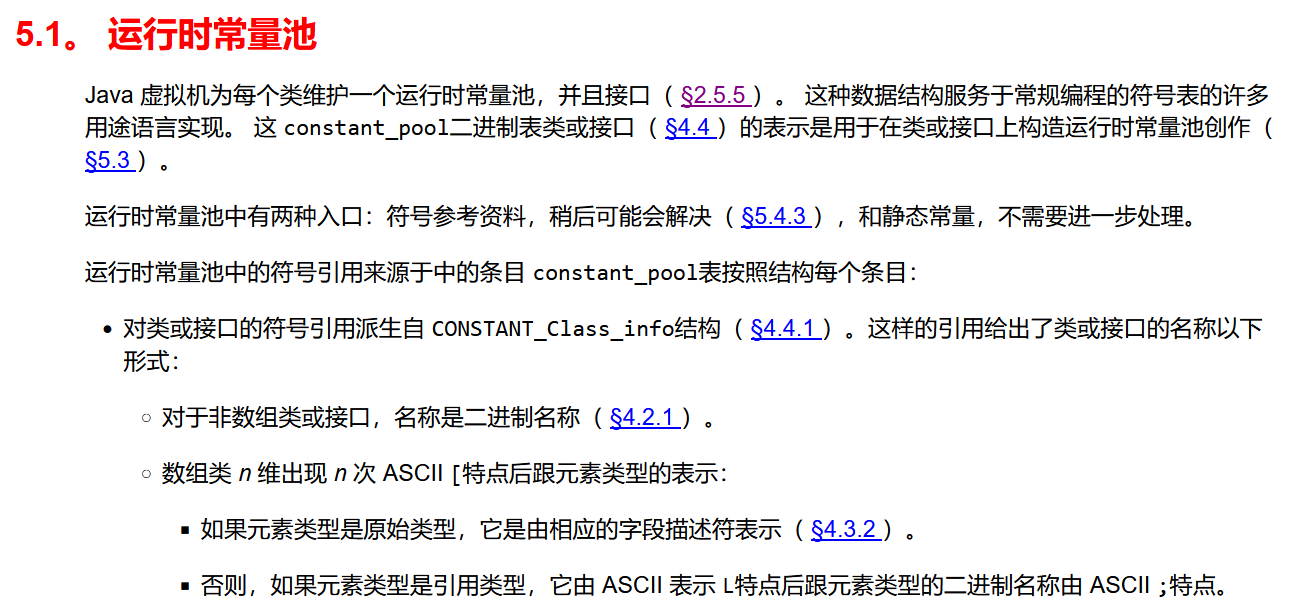 5.1。 运行时常量池
Java 虚拟机为每个类维护一个运行时常量池，并且接口（ §2.5.5 ）。 这种数据结构服务于常规编程的符号表的许多
用途语言实现。 这 constant_pool二进制表类或接口（ §4.4 ）的表示是用于在类或接口上构造运行时常量池创作（
§5.3 ）。
运行时常量池中有两种入口：符号参考资料，稍后可能会解决（ §5.4.3 ），和静态常量，不需要进一步处理。
运行时常量池中的符号引用来源于中的条目 constant_pool表按照结构每个条目：
• 对类或接口的符号引用派生自 CONSTANT_Class_info结构（ §4.4.1 ）。这样的引用给出了类或接口的名称以下
形式：
○ 对于非数组类或接口，名称是二进制名称（ §4.2.1 ）。
○ 数组类 n 维出现 n 次 ASCII [特点后跟元素类型的表示：
▪ 如果元素类型是原始类型，它是由相应的字段描述符表示（ §4.3.2 ）。
▪ 否则，如果元素类型是引用类型，它由 ASCII 表示 L特点后跟元素类型的二进制名称由 ASCII ;特点。